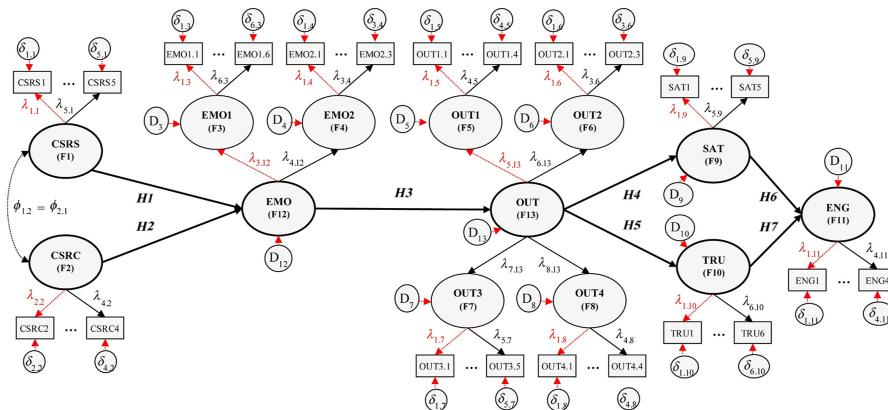 δ1.1 δ5.1 δ1.3 δ6.3 δ1.4 δ3.4 δ1.5 δ4.5 δ1.6 δ3.6 δ1.9 δ5.9
CSRS1 ... CSRS5
EMO1.1 ... EMO1.6
EMO2.1 ... EMO2.3
OUT1.1 ... OUT1.4
OUT2.1 ... OUT2.3
SAT1 ... SAT5
λ1.1 λ5.1 λ1.3 λ6.3 λ1.4 λ3.4 λ1.5 λ4.5 λ1.6 λ3.6 λ1.9 λ5.9
D3 EMO1
(F3)
D4 EMO2
(F4)
D5 OUT1
(F5)
D6 OUT2
(F6)
CSRS
(F1)
SAT
(F9)
D9
λ3.12 λ4.12 λ5.13 λ6.13
ϕ1.2 = ϕ2.1
H1
H2
EMO
(F12)
D12
H3
OUT
(F13)
D13
H4
H5
H6
H7
D11
ENG
(F11)
D10
CSRC
(F2)
TRU
(F10)
λ7.13 λ8.13
λ1.11 λ4.11
ENG1 ... ENG4
δ1.11 δ4.11
λ2.2 λ4.2
CSRC2 ... CSRC4
δ2.2 δ4.2
D7 OUT3
(F7)
D8 OUT4
(F8)
λ1.10 λ6.10
TRU1 ... TRU6
δ1.10 δ6.10
λ1.7 λ5.7 λ1.8 λ4.8
OUT3.1 ... OUT3.5
OUT4.1 ... OUT4.4
δ1.7 δ5.7 δ1.8 δ4.8